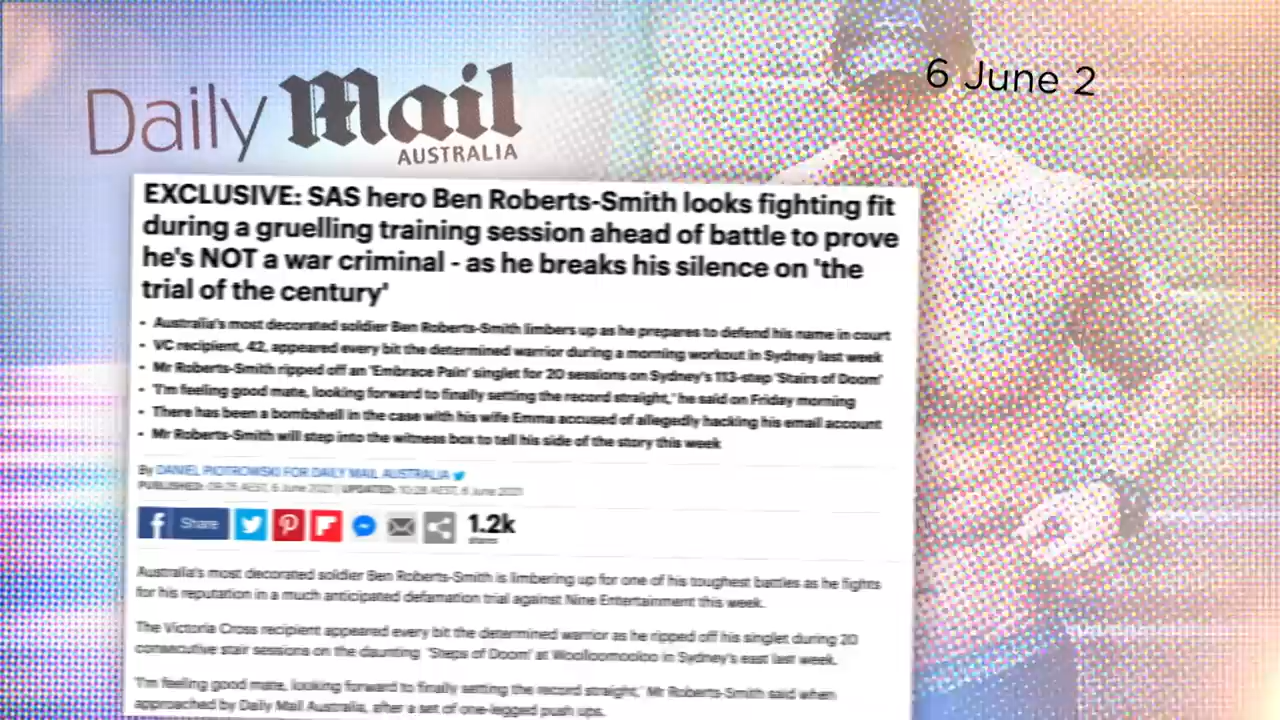 Daily Mail
AUSTRALIA
6 June 2
EXCLUSIVE: SAS hero Ben Roberts-Smith looks fighting fit
during a gruelling training session ahead of battle to prove
he's NOT a war criminal - as he breaks his silence on 'the
trial of the century'
• Australia's most decorated soldier Ben Roberts-Smith limbers up as he prepares to defend his name in court
• VC recipient, 42, appeared every bit the determined warrior during a morning workout in Sydney last week
• Mr Roberts-Smith ripped off an 'Embrace Pain' singlet for 20 sessions on Sydney's 113-step 'Stairs of Doom'
• 'I'm feeling good mate, looking forward to finally setting the record straight,' he said on Friday morning
• There has been a bombshell in the case with his wife Emma accused of allegedly hacking his email account
• Mr Roberts-Smith will step into the witness box to tell his side of the story this week
By DANIEL PIOTROWSKI FOR DAILY MAIL AUSTRALIA
PUBLISHED: AEST, 6 June 2021 | UPDATED: AEST, 6 June 2021
Share
1.2k
shares
Australia's most decorated soldier Ben Roberts-Smith is limbering up for one of his toughest battles as he fights
for his reputation in a much anticipated defamation trial against Nine Entertainment this week.
The Victoria Cross recipient appeared every bit the determined warrior as he ripped off his singlet during 20
consecutive stair sessions on the daunting 'Steps of Doom' at Woolloomooloo in Sydney's east last week.
'I'm feeling good mate, looking forward to finally setting the record straight,' Mr Roberts-Smith said when
approached by Daily Mail Australia, after a set of one-legged push ups.